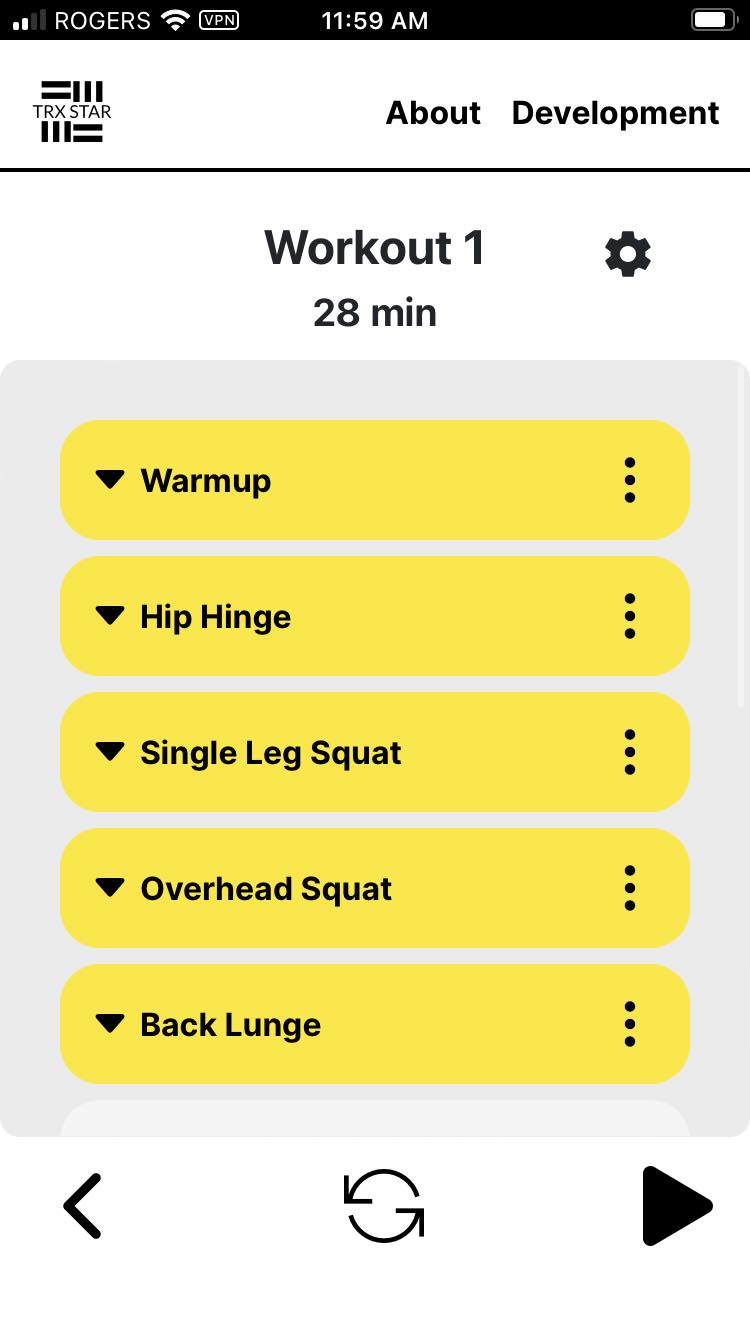 ROGERS VPN 11:59 AM
TRX STAR
About Development
Workout 1
28 min
Warmup
Hip Hinge
Single Leg Squat
Overhead Squat
Back Lunge